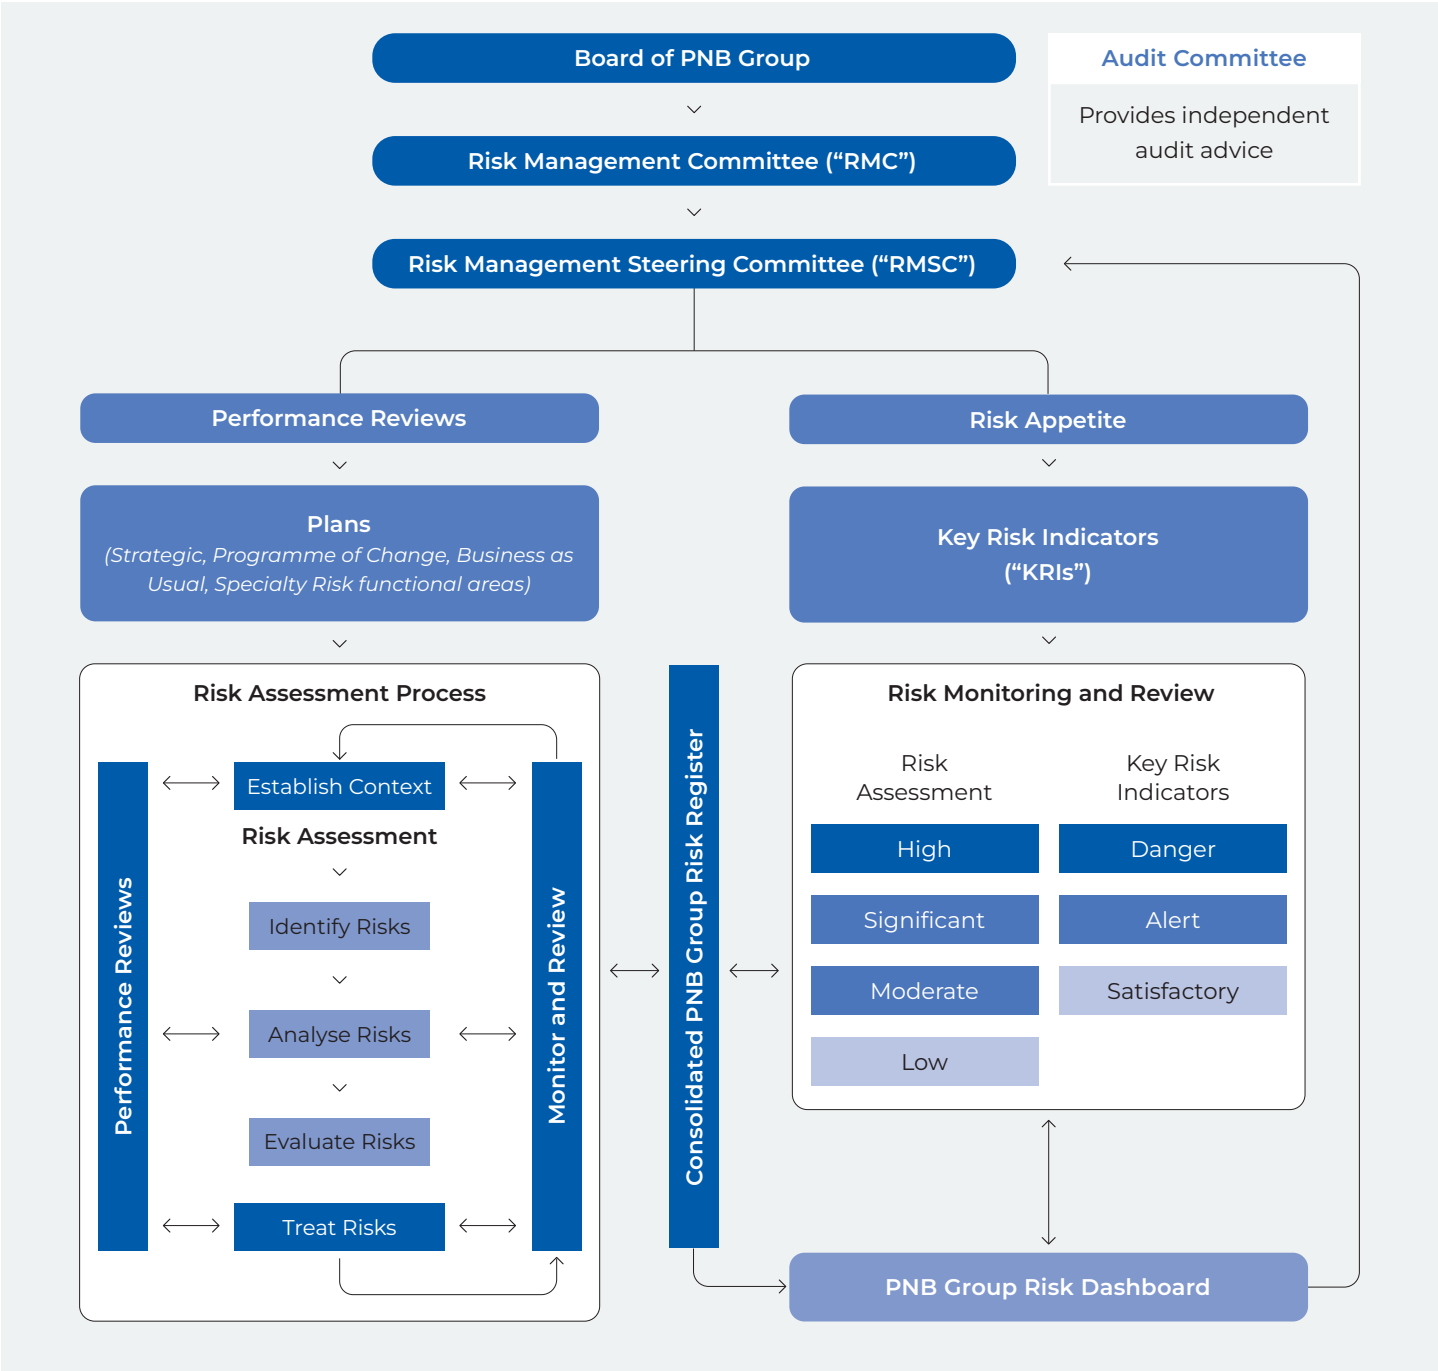 Board of PNB Group
Audit Committee
Provides independent
audit advice
Risk Management Committee (“RMC”)
Risk Management Steering Committee (“RMSC”)
Performance Reviews
Plans
(Strategic, Programme of Change, Business as
Usual, Specialty Risk functional areas)
Risk Appetite
Key Risk Indicators
(“KRIs”)
Risk Assessment Process
Performance Reviews
Establish Context
Risk Assessment
Identify Risks
Analyse Risks
Evaluate Risks
Treat Risks
Monitor and Review
Consolidated PNB Group Risk Register
Risk Monitoring and Review
Risk
Assessment
High
Significant
Moderate
Low
Key Risk
Indicators
Danger
Alert
Satisfactory
PNB Group Risk Dashboard